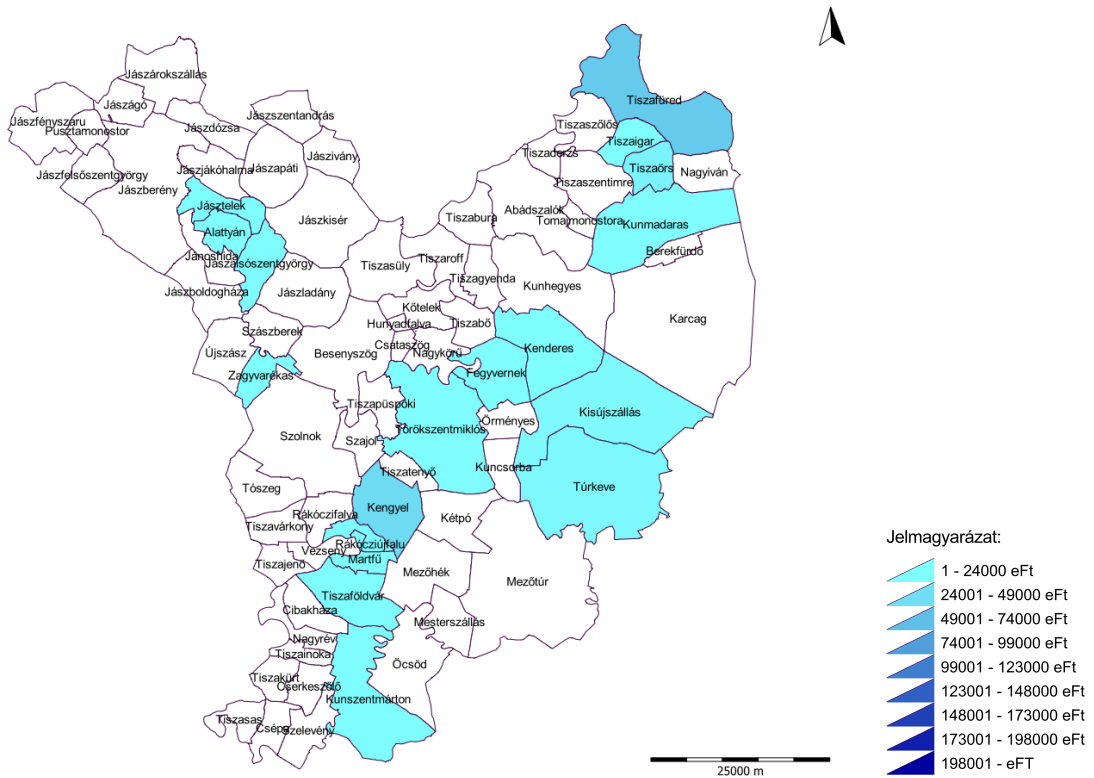 Jászárokszállás
Jászágó
Jászfényszaru
Pusztamonostor
Jászdózsa
Jászszentandrás
Jászfelsőszentgyörgy
Jászberény
Jászjákóhalma
Jászapáti
Jászivány
Jásztelek
Alattyán
Jászkisér
Jánoshida
Jászalsószentgyörgy
Jászboldogháza
Jászladány
Tiszafüred
Tiszaszőlős
Tiszaigar
Tiszaderzs
Tiszaörs
Nagyiván
Tiszaszentimre
Tiszabura
Abádszalók
Tomajmonostora
Kunmadaras
Berekfürdő
Tiszasüly
Tiszaroff
Tiszagyenda
Kunhegyes
Karcag
Kőtelek
Hunyadfalva
Tiszabő
Csataszög
Nagykörű
Kenderes
Szászberek
Besenyszög
Újszász
Zagyvarékas
Fegyvernek
Tiszapüspöki
Kisújszállás
Örményes
Törökszentmiklós
Szolnok
Szajol
Tiszatenyő
Kuncsorba
Túrkeve
Tószeg
Kengyel
Rákóczifalva
Kétpó
Tiszavárkony
Rákócziújfalu
Vezseny
Martfű
Tiszajenő
Mezőhék
Mezőtúr
Tiszaföldvár
Cibakháza
Mesterszállás
Nagyrév
Tiszainoka
Öcsöd
Tiszakürt
Cserkeszőlő
Kunszentmárton
Tiszasas
Csépa
Szelevény
Jelmagyarázat:
1 - 24000 eFt
24001 - 49000 eFt
49001 - 74000 eFt
74001 - 99000 eFt
99001 - 123000 eFt
123001 - 148000 eFt
148001 - 173000 eFt
173001 - 198000 eFt
198001 - eFT
25000 m